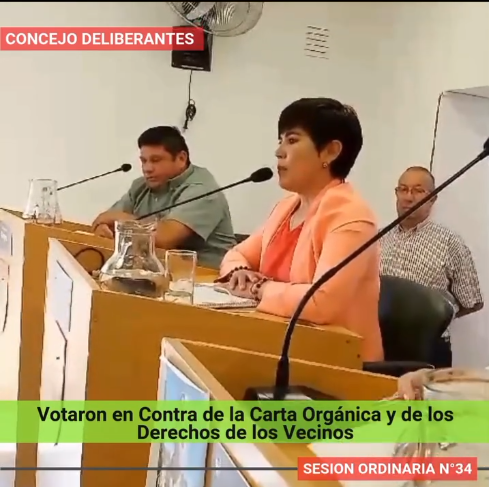 CONCEJO DELIBERANTES
Votaron en Contra de la Carta Orgánica y de los
Derechos de los Vecinos
SESION ORDINARIA N°34